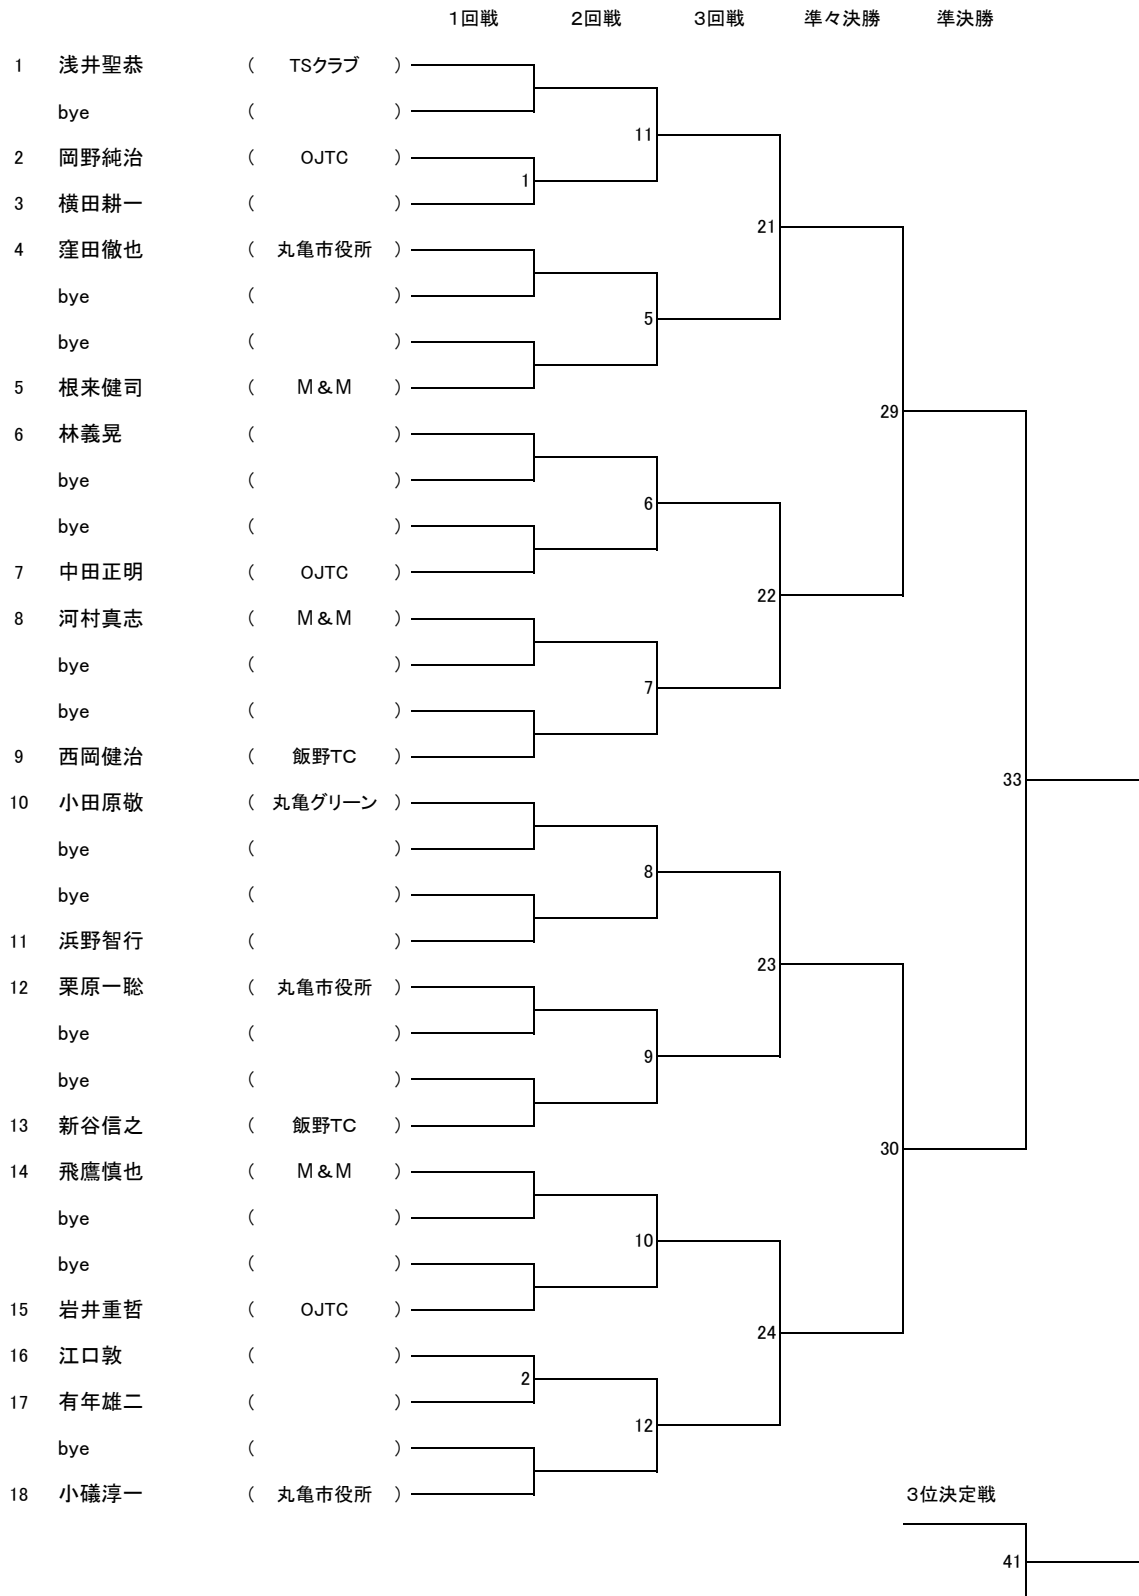 1回戦 2回戦 3回戦 準々決勝 準決勝
1 浅井聖恭 ( TSクラブ )
bye ( )
11
2 岡野純治 ( OJTC )
1
3 横田耕一 ( )
21
4 窪田徹也 ( 丸亀市役所 )
bye ( )
5
bye ( )
5 根来健司 ( M&M )
29
6 林義晃 ( )
bye ( )
6
bye ( )
7 中田正明 ( OJTC )
22
8 河村真志 ( M&M )
bye ( )
7
bye ( )
9 西岡健治 ( 飯野TC )
33
10 小田原敬 ( 丸亀グリーン )
bye ( )
8
bye ( )
11 浜野智行 ( )
23
12 栗原一聡 ( 丸亀市役所 )
bye ( )
9
bye ( )
13 新谷信之 ( 飯野TC )
30
14 飛鷹慎也 ( M&M )
bye ( )
10
bye ( )
15 岩井重哲 ( OJTC )
24
16 江口敦 ( )
2
17 有年雄二 ( )
12
bye ( )
18 小礒淳一 ( 丸亀市役所 ) 3位決定戦
41